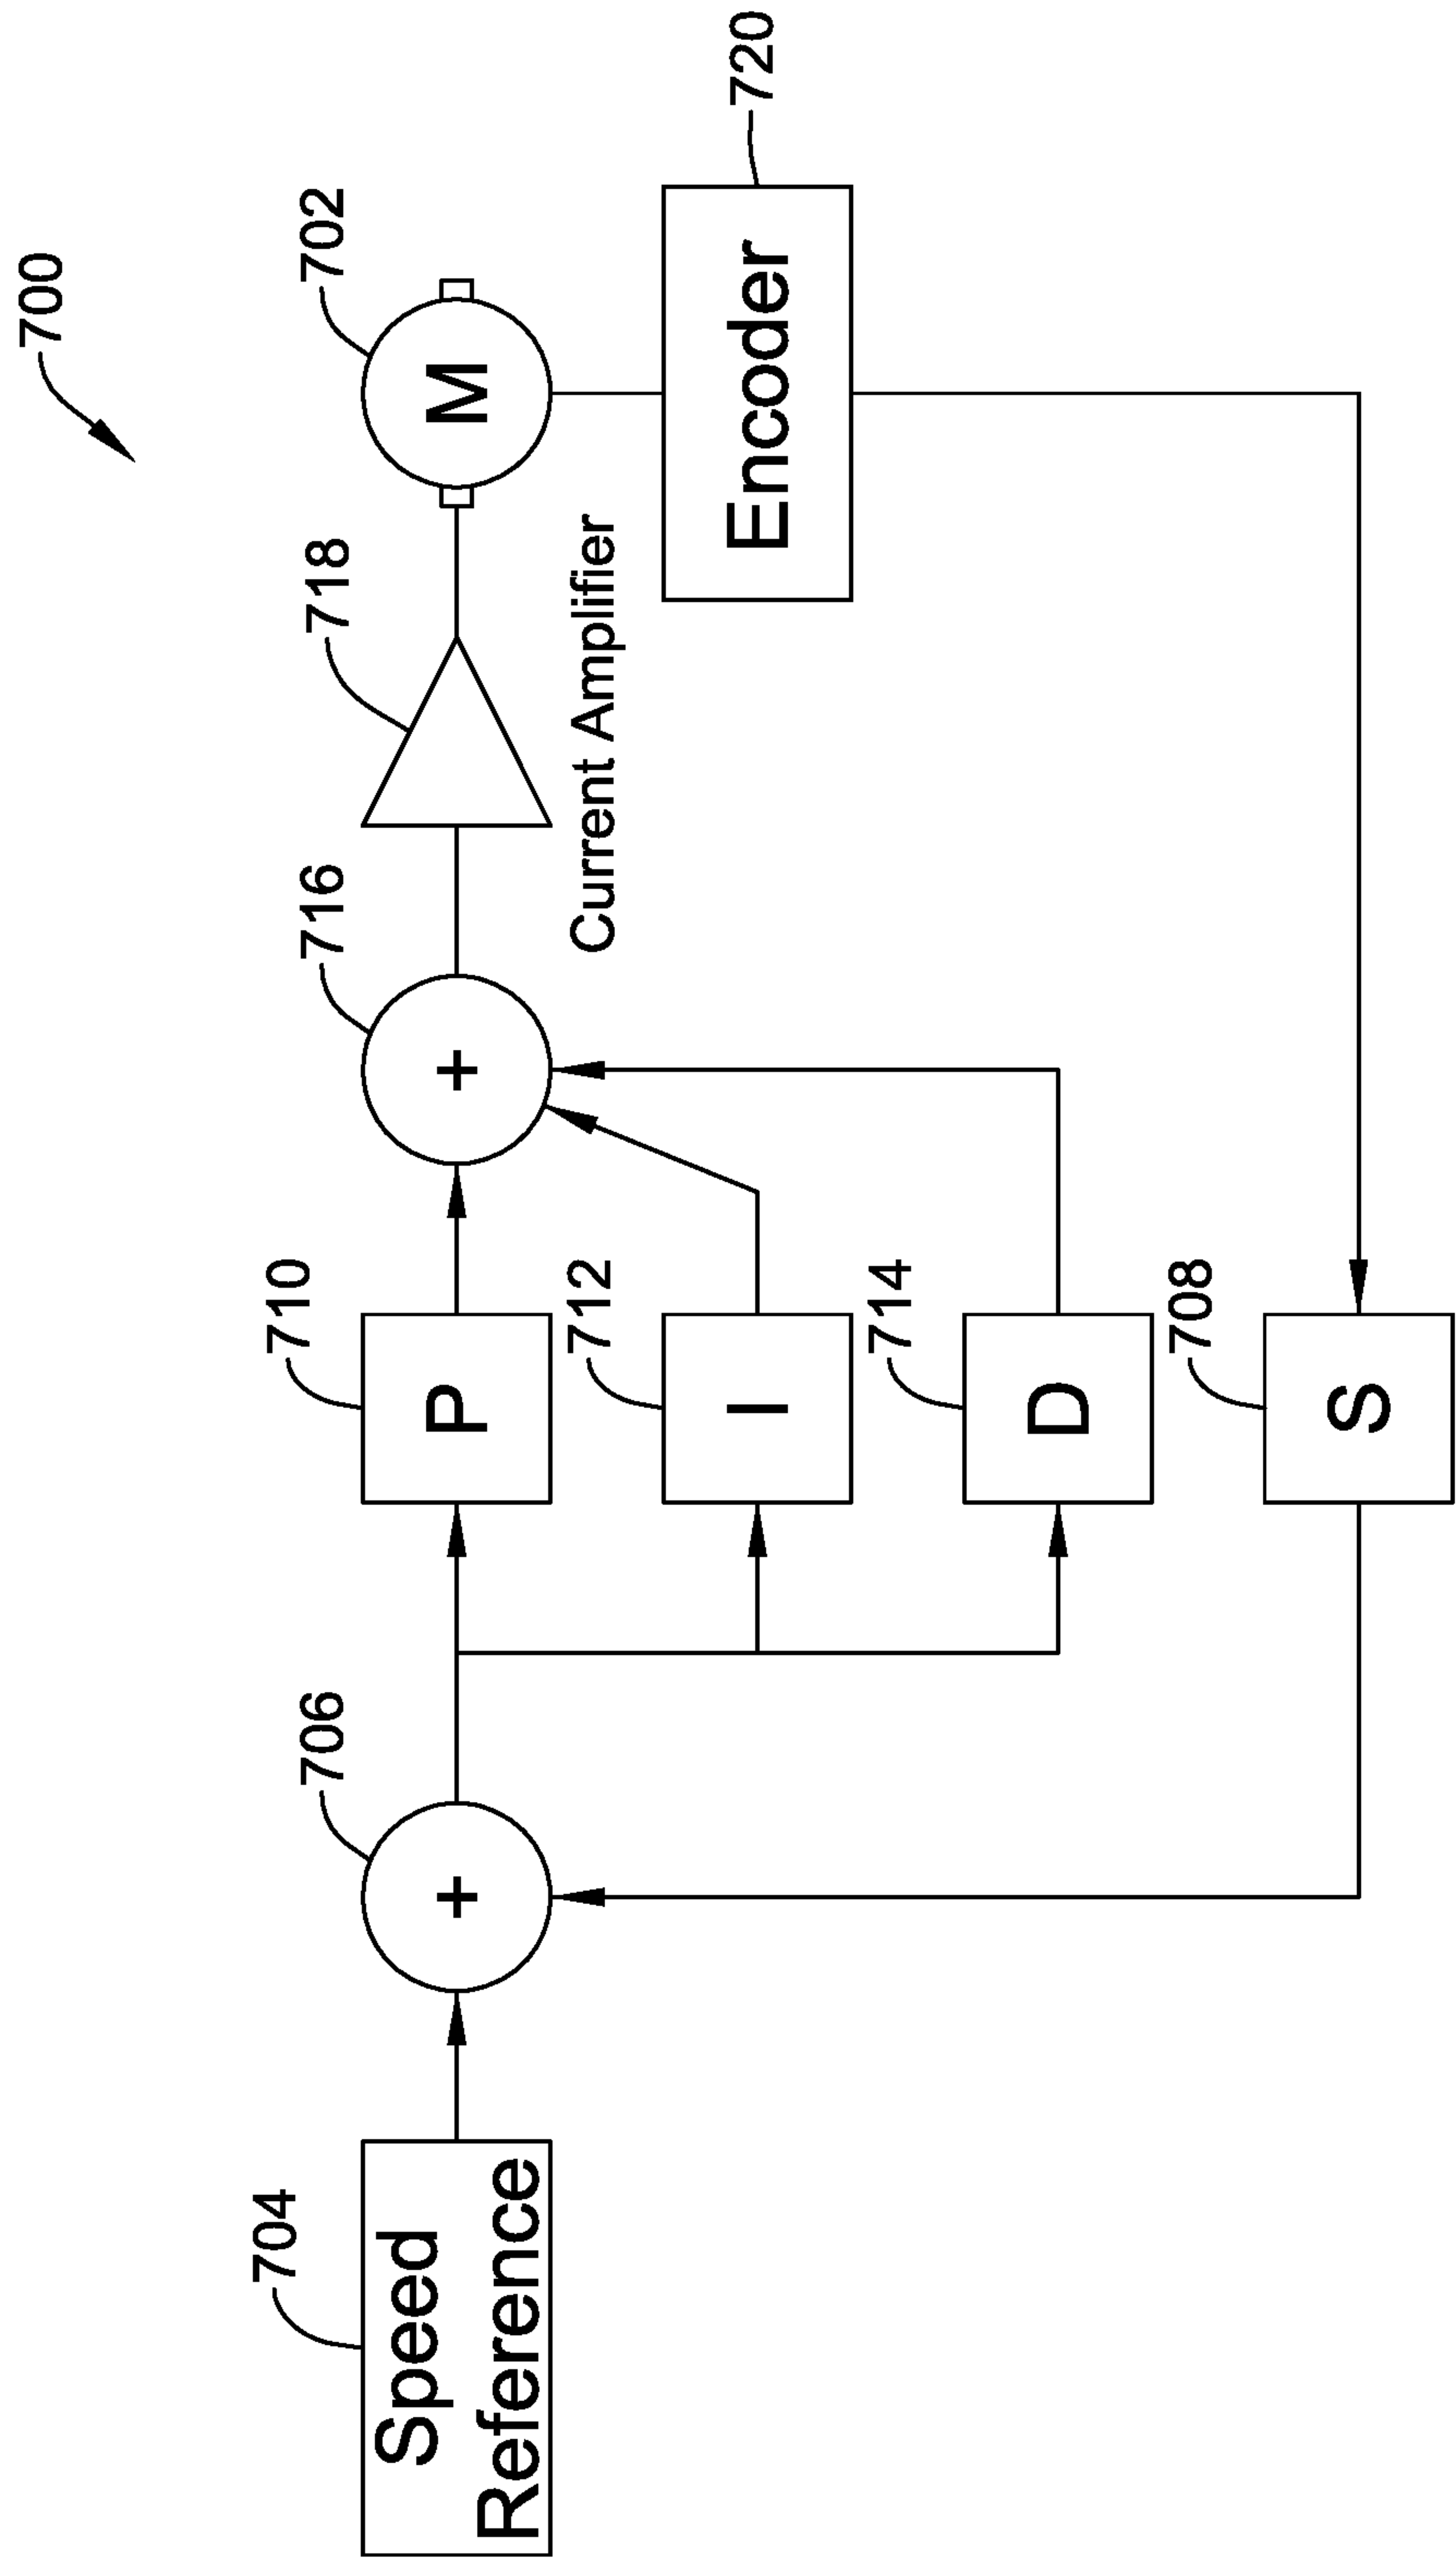 700
704
Speed
Reference
706
+
710
P
712
I
714
D
708
S
716
+
718
Current Amplifier
702
M
720
Encoder